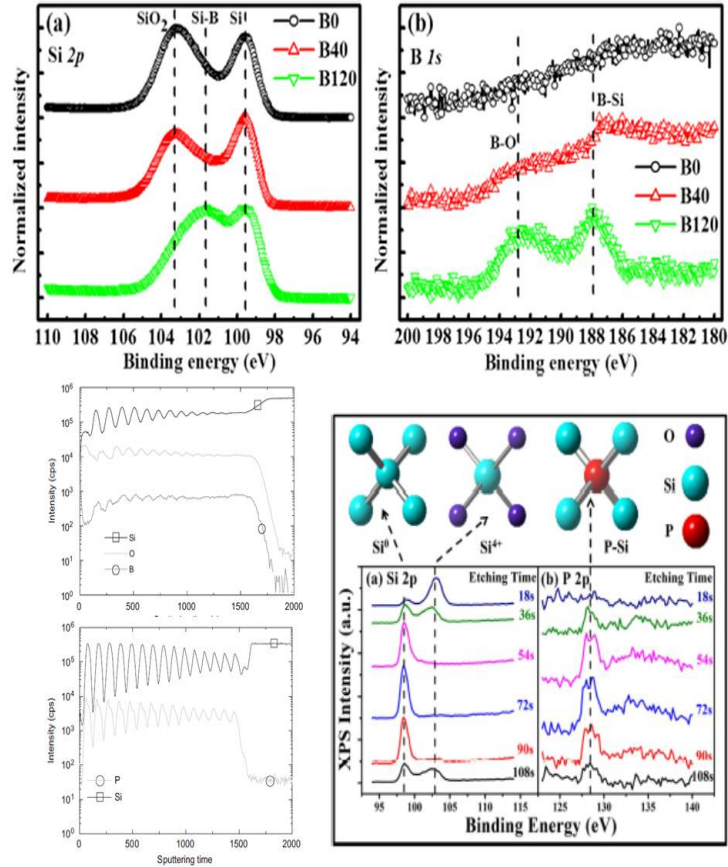 (a)
Si 2p
SiO2
Si-B
Si
B0
B40
B120
Normalized intensity
110 108 106 104 102 100 98 96 94
Binding energy (eV)
(b)
B 1s
B-O
B-Si
B0
B40
B120
Normalized intensity
200 198 196 194 192 190 188 186 184 182 180
Binding energy (eV)
10^6
10^5
10^4
10^3
10^2
10^1
10^0
Intensity (cps)
Si
O
B
0 500 1000 1500 2000
10^6
10^5
10^4
10^3
10^2
10^1
10^0
Intensity (cps)
P
Si
0 500 1000 1500 2000
Sputtering time
O
Si
P
Si0
Si4+
P-Si
(a) Si 2p Etching Time
18s
36s
54s
72s
90s
108s
(b) P 2p Etching Time
18s
36s
54s
72s
90s
108s
XPS Intensity (a.u.)
95 100 105 110 115
125 130 135 140
Binding Energy (eV)